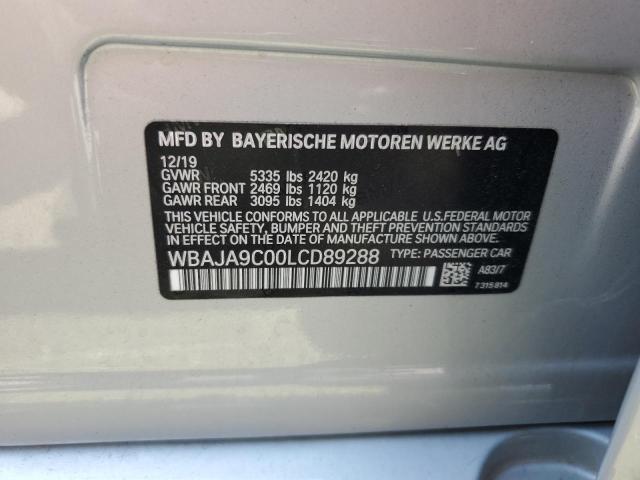 MFD BY BAYERISCHE MOTOREN WERKE AG
12/19
GVWR 5335 lbs 2420 kg
GAWR FRONT 2469 lbs 1120 kg
GAWR REAR 3095 lbs 1404 kg
THIS VEHICLE CONFORMS TO ALL APPLICABLE U.S.FEDERAL MOTOR
VEHICLE SAFETY, BUMPER AND THEFT PREVENTION STANDARDS
IN EFFECT ON THE DATE OF MANUFACTURE SHOWN ABOVE.
WBAJA9C00LCD89288 TYPE: PASSENGER CAR
A83/7
7315814